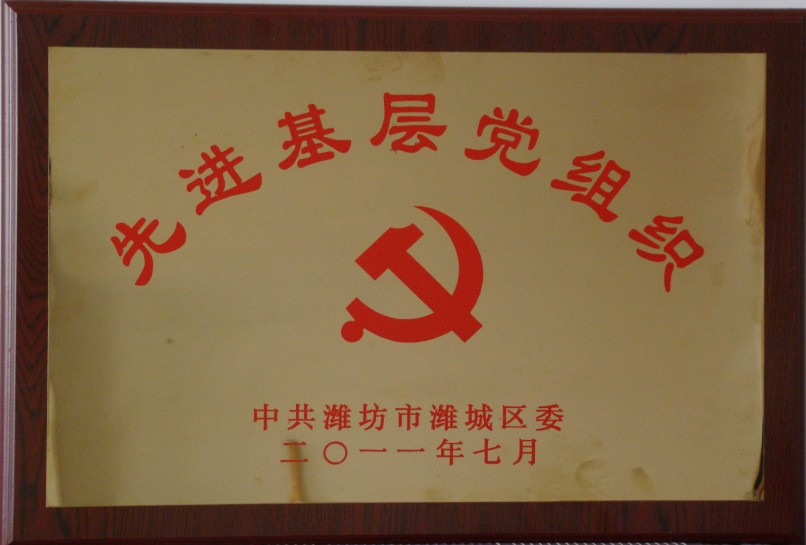 先进基层党组织
中共潍坊市潍城区委
二〇一一年七月